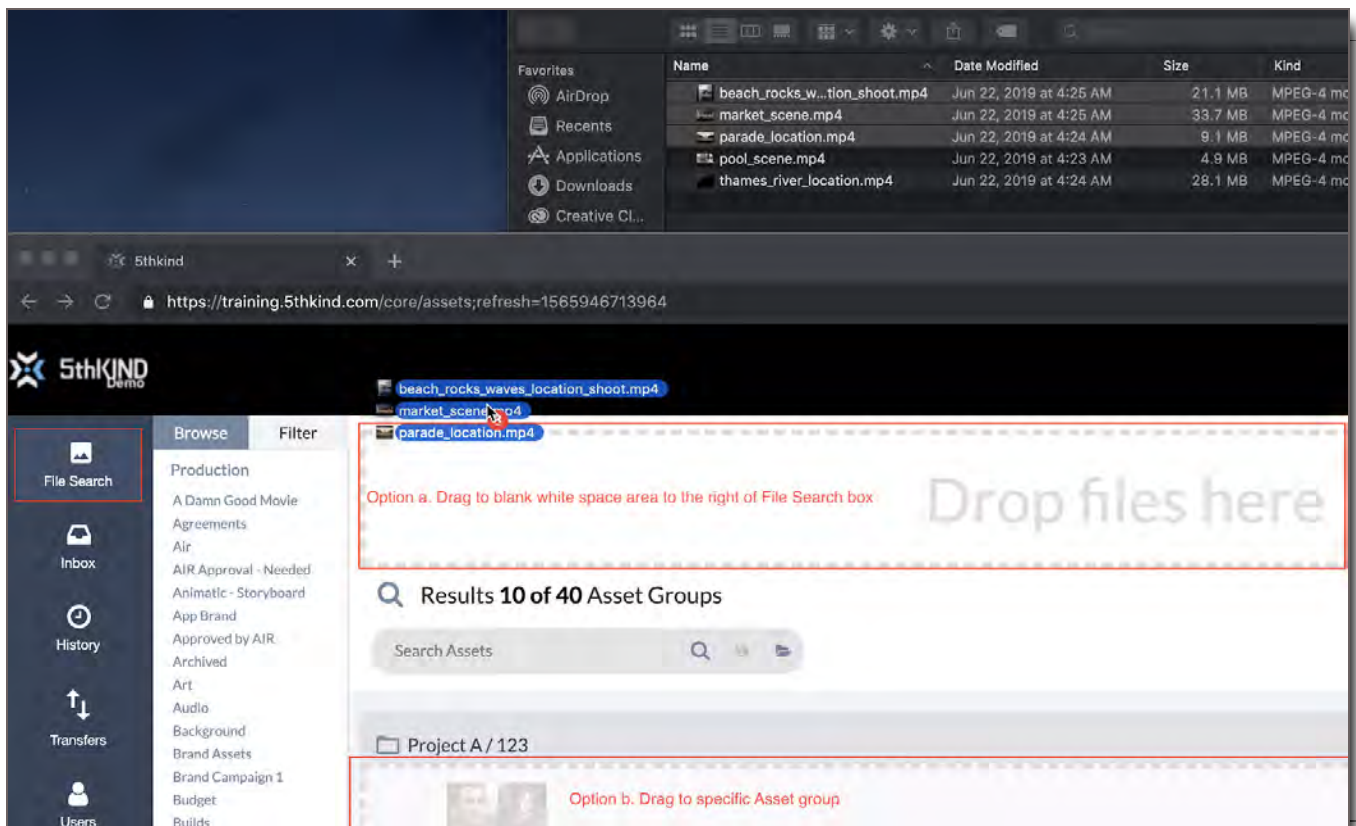 Favorites
Name Date Modified Size Kind
AirDrop
beach_rocks_w...tion_shoot.mp4 Jun 22, 2019 at 4:25 AM 21.1 MB MPEG-4 mo
Recents
market_scene.mp4 Jun 22, 2019 at 4:25 AM 33.7 MB MPEG-4 mo
parade_location.mp4 Jun 22, 2019 at 4:24 AM 9.1 MB MPEG-4 mo
Applications
pool_scene.mp4 Jun 22, 2019 at 4:23 AM 4.9 MB MPEG-4 mo
Downloads
thames_river_location.mp4 Jun 22, 2019 at 4:24 AM 28.1 MB MPEG-4 mo
Creative Cl...
5thkind
https://training.5thkind.com/core/assets;refresh=1565946713964
5thKIND
Demo
beach_rocks_waves_location_shoot.mp4
market_scene.mp4
parade_location.mp4
File Search
Inbox
History
Transfers
Users
Browse Filter
Production
A Damn Good Movie
Agreements
Air
AIR Approval - Needed
Animatic - Storyboard
App Brand
Approved by AIR
Archived
Art
Audio
Background
Brand Assets
Brand Campaign 1
Budget
Builds
Option a. Drag to blank white space area to the right of File Search box
Drop files here
Results 10 of 40 Asset Groups
Search Assets
Project A / 123
Option b. Drag to specific Asset group